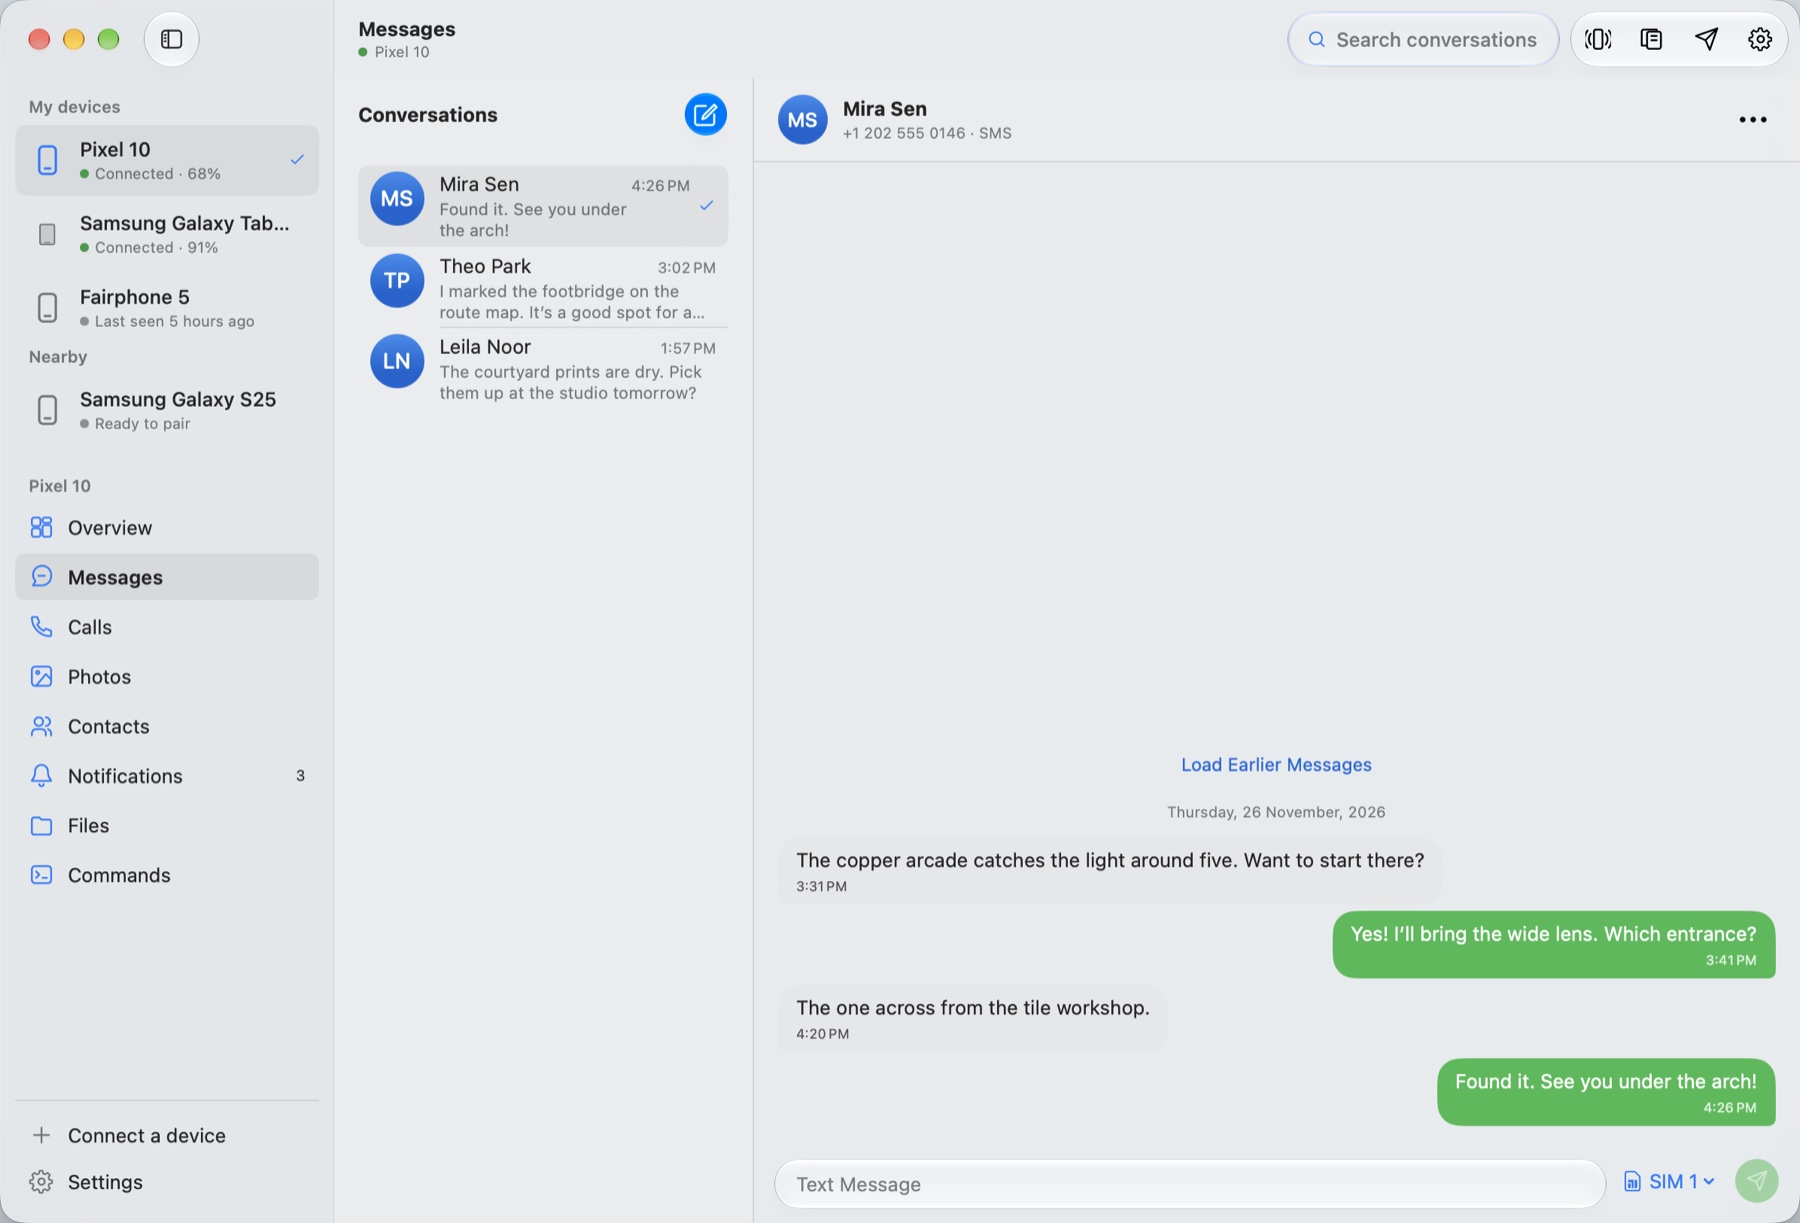 Messages
Pixel 10
Search conversations
My devices
Pixel 10
Connected · 68%
Samsung Galaxy Tab...
Connected · 91%
Fairphone 5
Last seen 5 hours ago
Nearby
Samsung Galaxy S25
Ready to pair
Pixel 10
Overview
Messages
Calls
Photos
Contacts
Notifications 3
Files
Commands
Connect a device
Settings
Conversations
MS
Mira Sen 4:26 PM
Found it. See you under
the arch!
TP
Theo Park 3:02 PM
I marked the footbridge on the
route map. It’s a good spot for a...
LN
Leila Noor 1:57 PM
The courtyard prints are dry. Pick
them up at the studio tomorrow?
MS
Mira Sen
+1 202 555 0146 · SMS
Load Earlier Messages
Thursday, 26 November, 2026
The copper arcade catches the light around five. Want to start there?
3:31 PM
Yes! I’ll bring the wide lens. Which entrance?
3:41 PM
The one across from the tile workshop.
4:20 PM
Found it. See you under the arch!
4:26 PM
Text Message
SIM 1